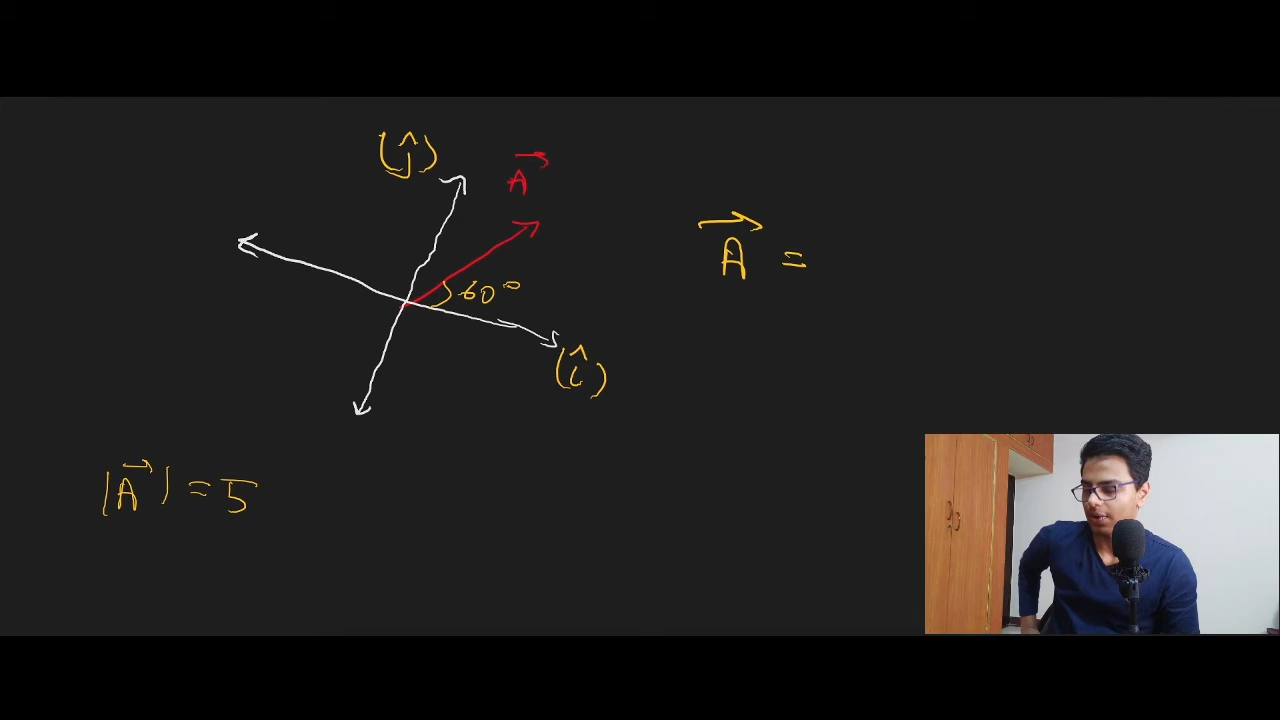 (ĵ)
A⃗
A⃗ =
60°
(î)
|A⃗| = 5